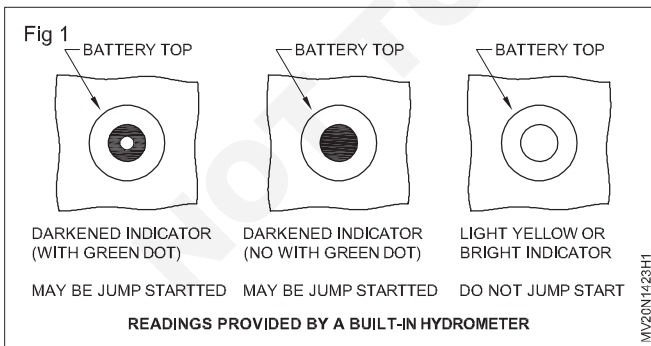 Fig 1
BATTERY TOP
BATTERY TOP
BATTERY TOP
DARKENED INDICATOR
(WITH GREEN DOT)
MAY BE JUMP STARTTED
DARKENED INDICATOR
(NO WITH GREEN DOT)
MAY BE JUMP STARTTED
LIGHT YELLOW OR
BRIGHT INDICATOR
DO NOT JUMP START
READINGS PROVIDED BY A BUILT-IN HYDROMETER
MV20N1423H1